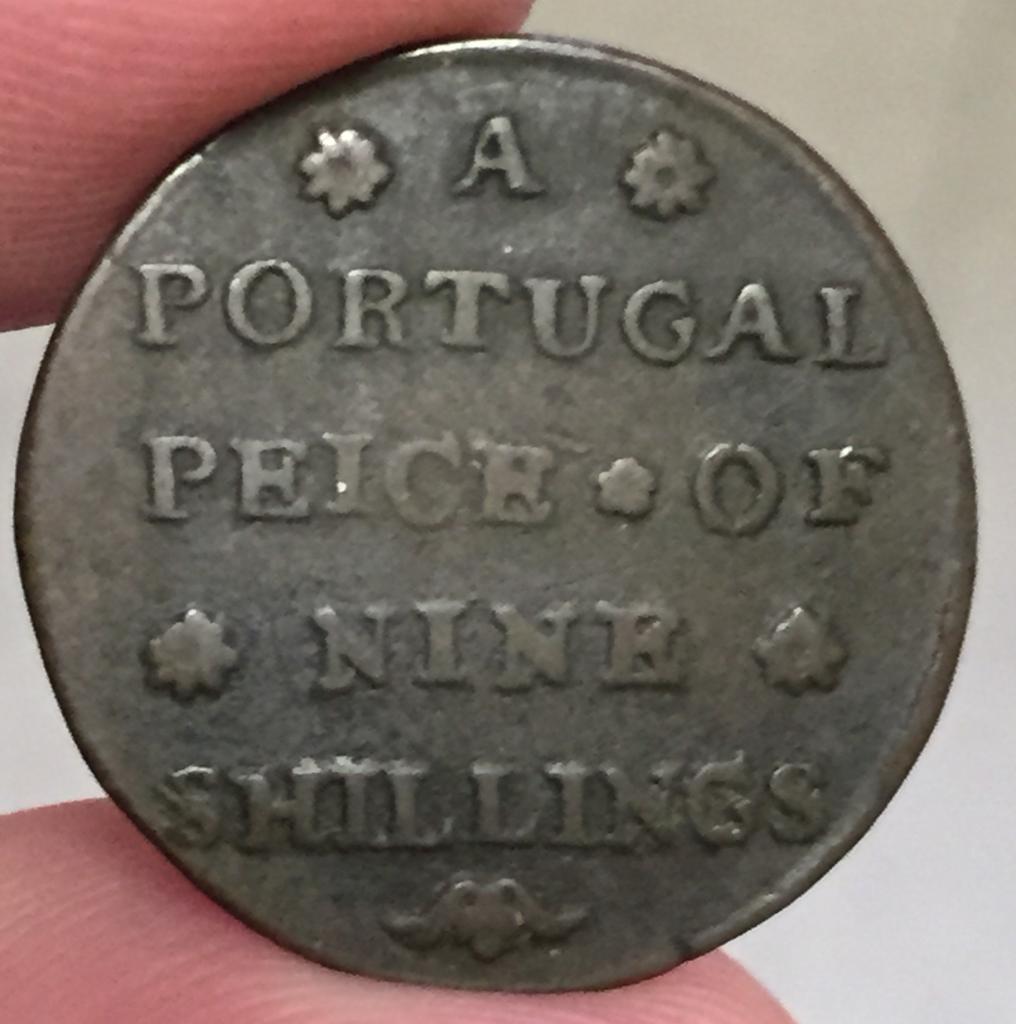 A
PORTUGAL
PEICE OF
NINE
SHILLINGS